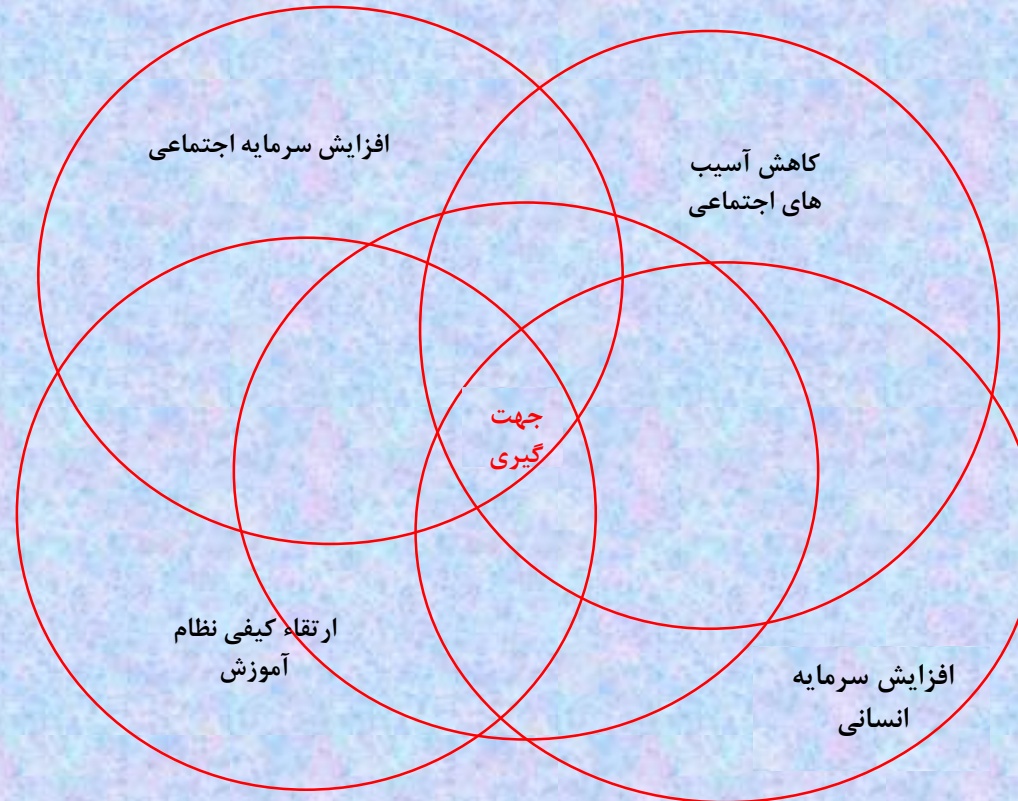 افزایش سرمایه اجتماعی
کاهش آسیب
های اجتماعی
جهت
گیری
ارتقاء کیفی نظام
آموزش
افزایش سرمایه
انسانی